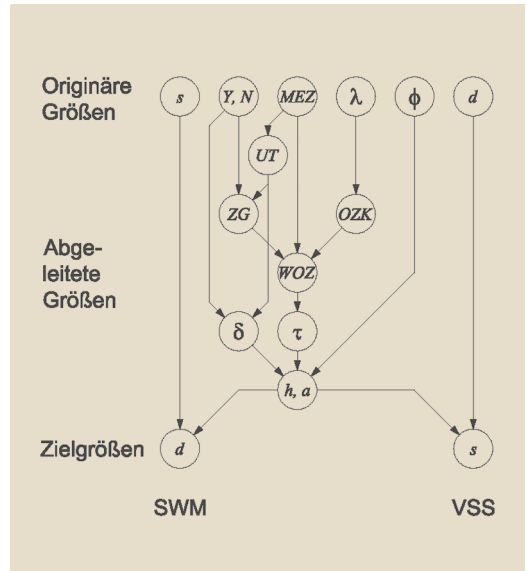 Originäre
Größen
s
Y, N
MEZ
λ
ϕ
d
UT
ZG
OZK
Abge-
leitete
Größen
WOZ
δ
τ
h, a
Zielgrößen
d
s
SWM
VSS